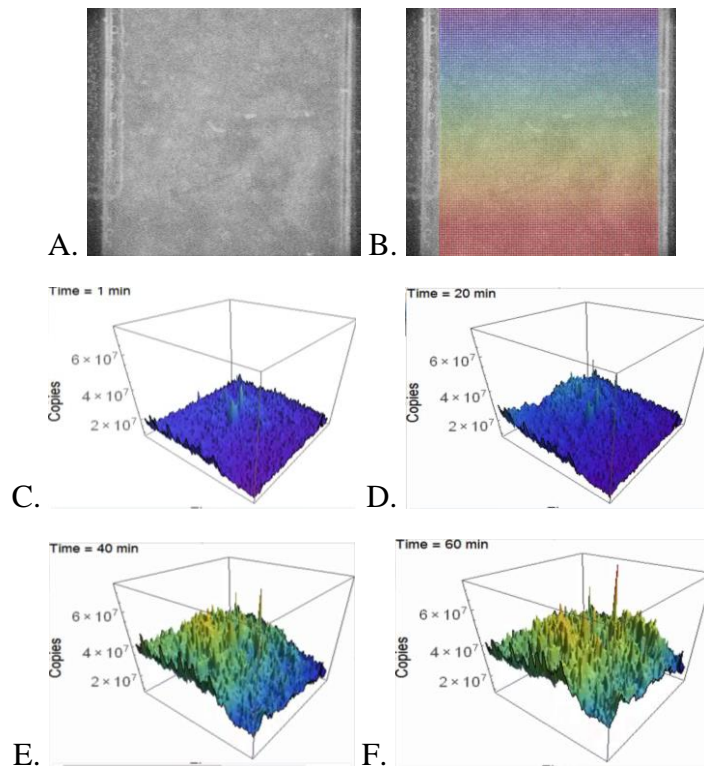 A.
B.
Time = 1 min
6 × 10⁷
4 × 10⁷
2 × 10⁷
Copies
C.
Time = 20 min
6 × 10⁷
4 × 10⁷
2 × 10⁷
Copies
D.
Time = 40 min
6 × 10⁷
4 × 10⁷
2 × 10⁷
Copies
E.
Time = 60 min
6 × 10⁷
4 × 10⁷
2 × 10⁷
Copies
F.